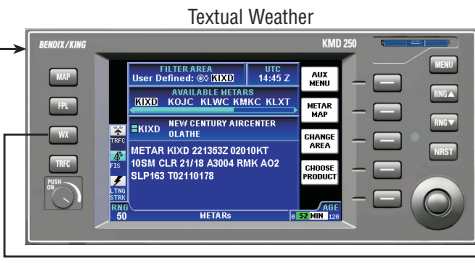 Textual Weather
BENDIX/KING
KMD 250
FILTER AREA
User Defined: KIXD
UTC
14:45 Z
AUX MENU
AVAILABLE METARS
KIXD KOJC KLWC KMKC KLXT
METAR MAP
KIXD NEW CENTURY AIRCENTER
OLATHE
CHANGE AREA
METAR KIXD 221353Z 02010KT
10SM CLR 21/18 A3004 RMK AO2
SLP163 T02110178
CHOOSE PRODUCT
TRFC
FIS
LTNG
STRK
RNG
50
METARs
AGE
0 52 MIN 120
MAP
FPL
WX
TRFC
PUSH
ON
MENU
RNG▲
RNG▼
NRST